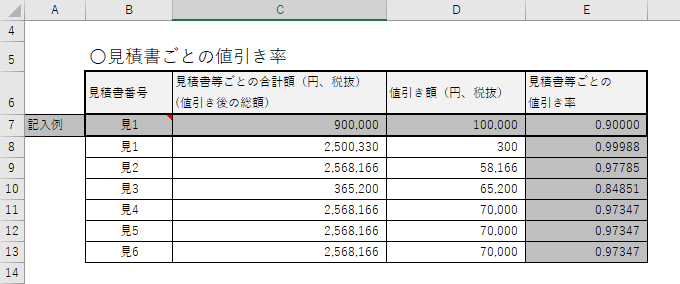 A B C D E
4
5 〇見積書ごとの値引き率
6 見積書番号 見積書等ごとの合計額（円、税抜） 値引き額（円、税抜） 見積書等ごとの
(値引き後の総額） 値引き率
7 記入例 見1 900,000 100,000 0.90000
8 見1 2,500,330 300 0.99988
9 見2 2,568,166 58,166 0.97785
10 見3 365,200 65,200 0.84851
11 見4 2,568,166 70,000 0.97347
12 見5 2,568,166 70,000 0.97347
13 見6 2,568,166 70,000 0.97347
14